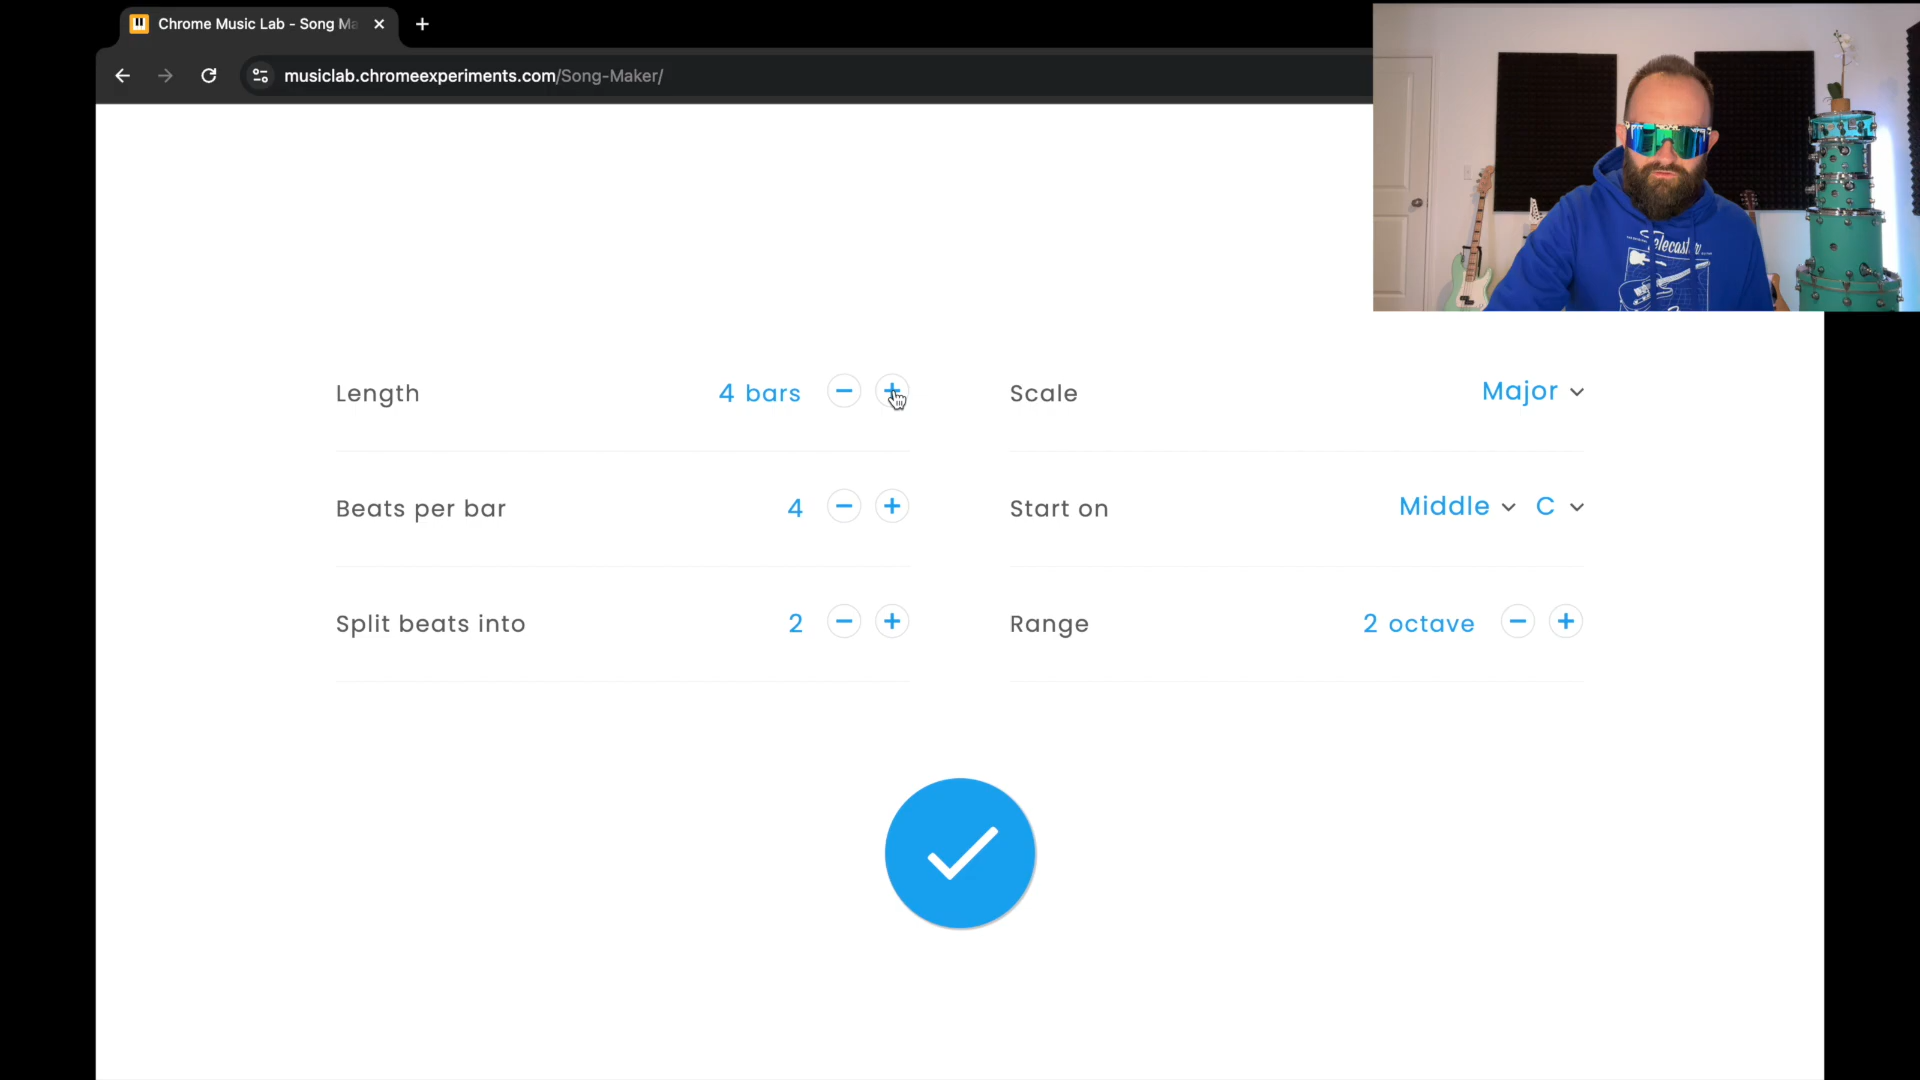 Chrome Music Lab - Song Ma
musiclab.chromeexperiments.com/Song-Maker/
Telecaster
Length 4 bars − +
Scale Major
Beats per bar 4 − +
Start on Middle C
Split beats into 2 − +
Range 2 octave − +